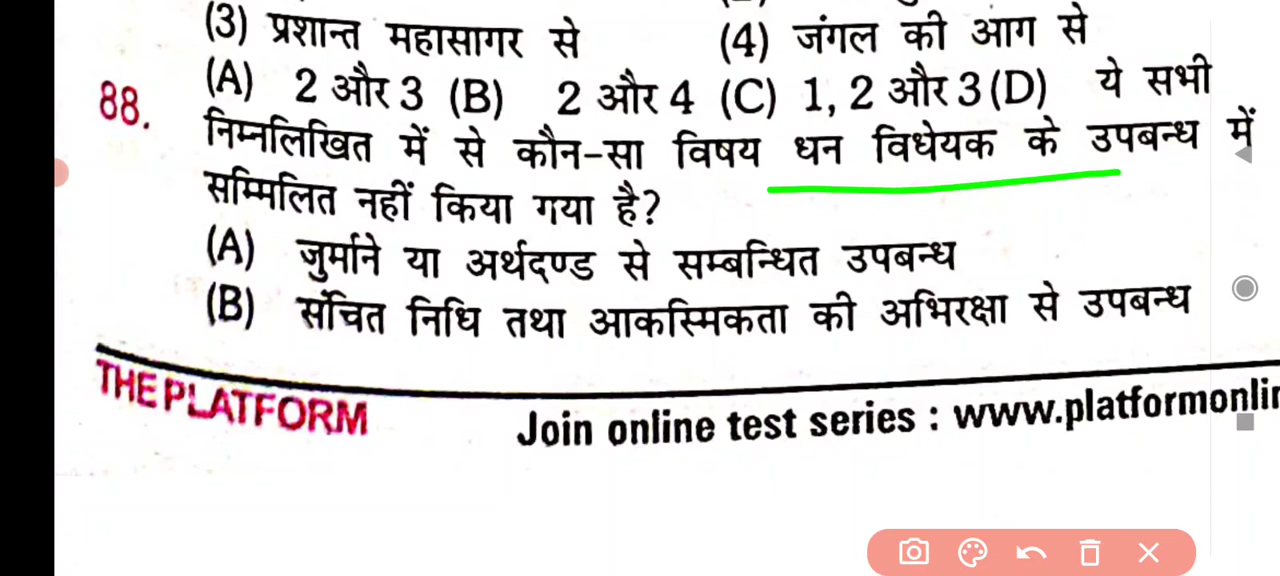 (3) प्रशान्त महासागर से (4) जंगल की आग से
(A) 2 और 3 (B) 2 और 4 (C) 1, 2 और 3 (D) ये सभी
88. निम्नलिखित में से कौन-सा विषय धन विधेयक के उपबन्ध में
सम्मिलित नहीं किया गया है?
(A) जुर्माने या अर्थदण्ड से सम्बन्धित उपबन्ध
(B) संचित निधि तथा आकस्मिकता की अभिरक्षा से उपबन्ध
THE PLATFORM
Join online test series : www.platformonlin